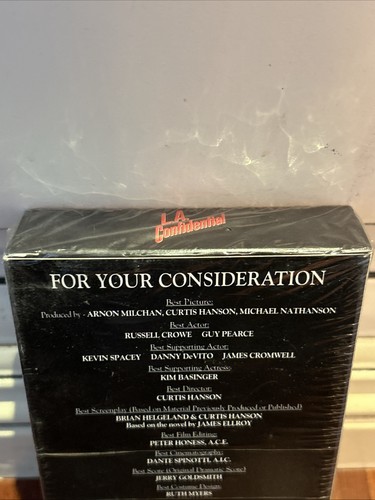 L.A.
Confidential
FOR YOUR CONSIDERATION
Best Picture:
Produced by - ARNON MILCHAN, CURTIS HANSON, MICHAEL NATHANSON
Best Actor:
RUSSELL CROWE GUY PEARCE
Best Supporting Actor:
KEVIN SPACEY DANNY DeVITO JAMES CROMWELL
Best Supporting Actress:
KIM BASINGER
Best Director:
CURTIS HANSON
Best Screenplay (Based on Material Previously Produced or Published)
BRIAN HELGELAND & CURTIS HANSON
Based on the novel by JAMES ELLROY
Best Film Editing:
PETER HONESS, A.C.E.
Best Cinematography:
DANTE SPINOTTI, A.I.C.
Best Score (Original Dramatic Score)
JERRY GOLDSMITH
Best Costume Design:
RUTH MYERS